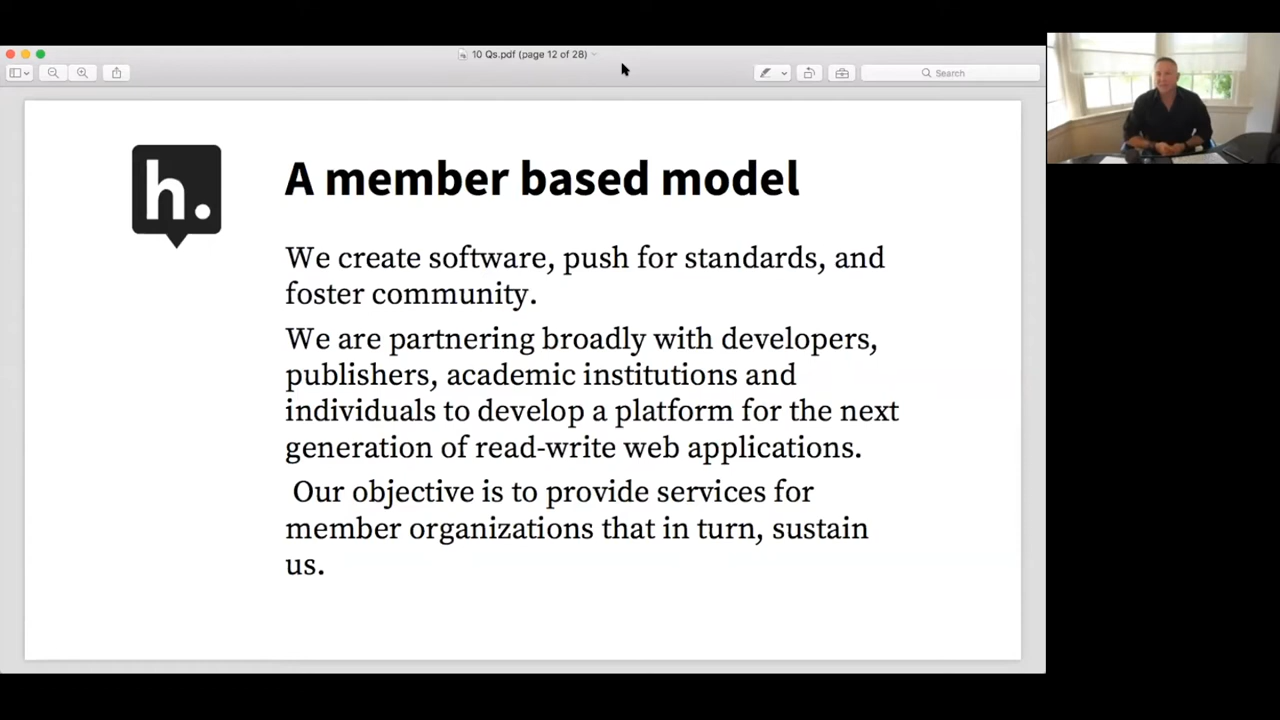 10 Qs.pdf (page 12 of 28)
Search
h.
A member based model
We create software, push for standards, and
foster community.
We are partnering broadly with developers,
publishers, academic institutions and
individuals to develop a platform for the next
generation of read-write web applications.
Our objective is to provide services for
member organizations that in turn, sustain
us.